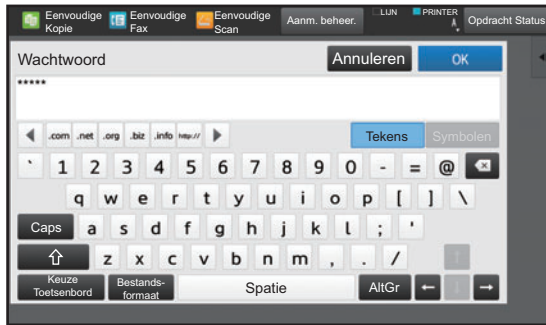 Eenvoudige Kopie
Eenvoudige Fax
Eenvoudige Scan
Aanm. beheer.
LIJN
PRINTER
Opdracht Status
Wachtwoord
Annuleren
OK
*****
.com .net .org .biz .info http://
Tekens
Symbolen
` 1 2 3 4 5 6 7 8 9 0 - = @
q w e r t y u i o p [ ] \
Caps a s d f g h j k l ; '
z x c v b n m , . /
Keuze Toetsenbord
Bestands-formaat
Spatie
AltGr